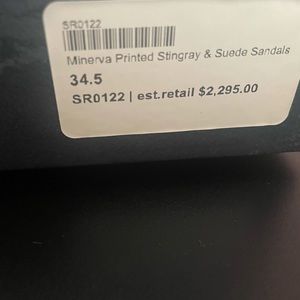 SR0122
Minerva Printed Stingray & Suede Sandals
34.5
SR0122 | est.retail $2,295.00